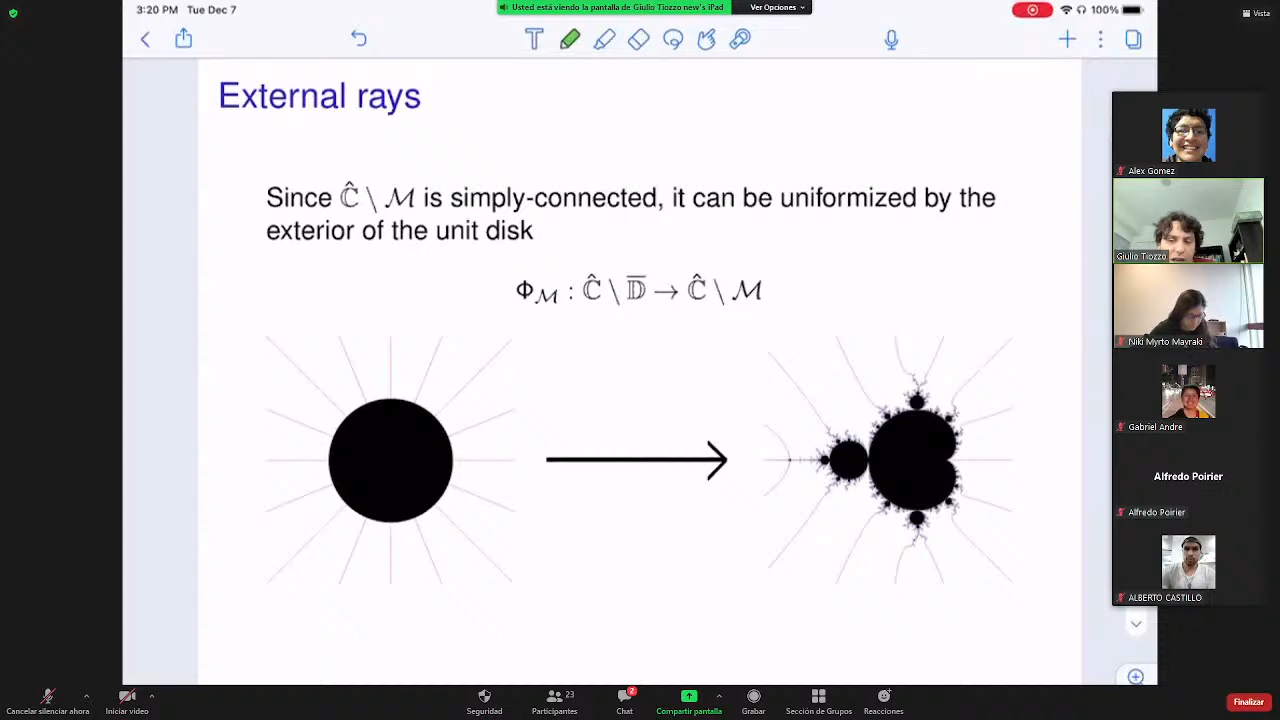 3:20 PM Tue Dec 7
Usted está viendo la pantalla de Giulio Tiozzo new's iPad
Ver Opciones
100%
Vista
External rays
Since Ĉ \ ℳ is simply-connected, it can be uniformized by the
exterior of the unit disk
Φ_ℳ : Ĉ \ 𝔻̅ → Ĉ \ ℳ
Alex Gomez
Giulio Tiozzo
Niki Myrto Mavraki
Gabriel Andre
Alfredo Poirier
Alfredo Poirier
ALBERTO CASTILLO
Cancelar silenciar ahora
Iniciar video
Seguridad
23
Participantes
2
Chat
Compartir pantalla
Grabar
Sección de Grupos
Reacciones
Finalizar